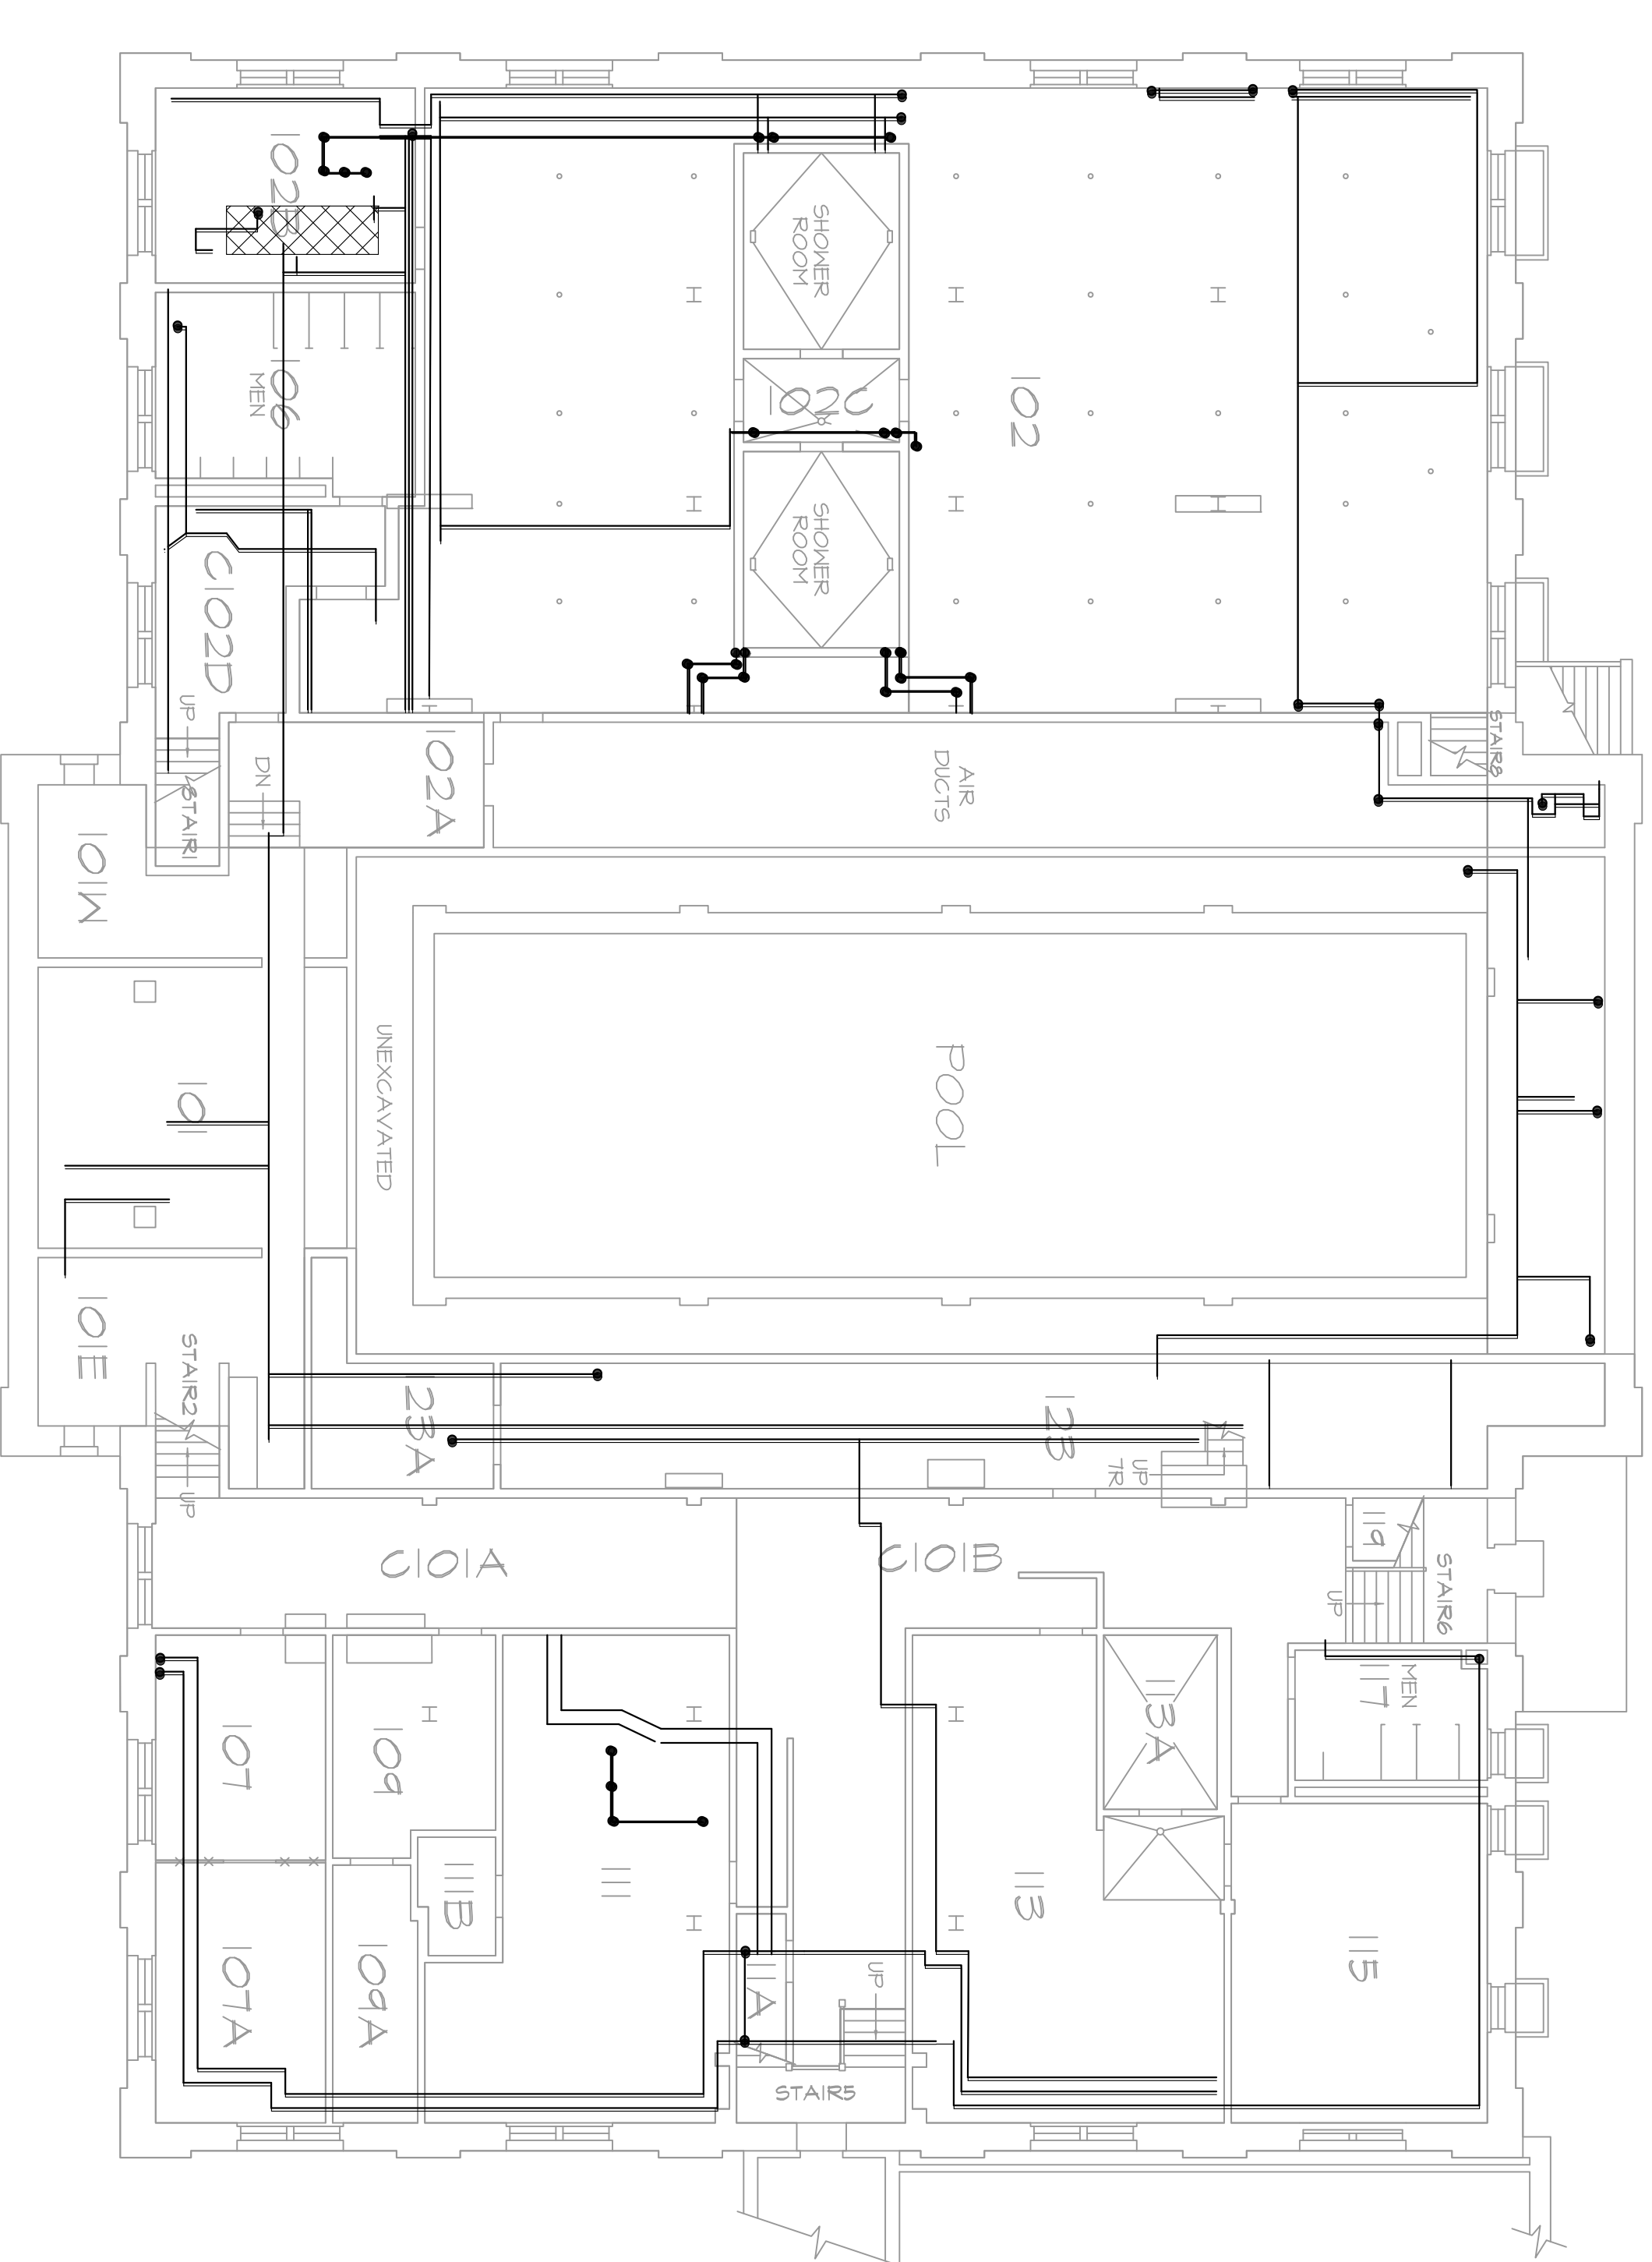 102B
SHOWER
ROOM
106
MEN
102C
102
SHOWER
ROOM
C102D
UP
STAIR1
DN
102A
AIR
DUCTS
STAIR8
101W
101
UNEXCAVATED
POOL
101E
STAIR2
UP
123A
123
UP
7R
C101A
C101B
119
STAIR6
UP
MEN
117
107
109
113A
111
111B
113
115
107A
109A
111A
UP
STAIR5